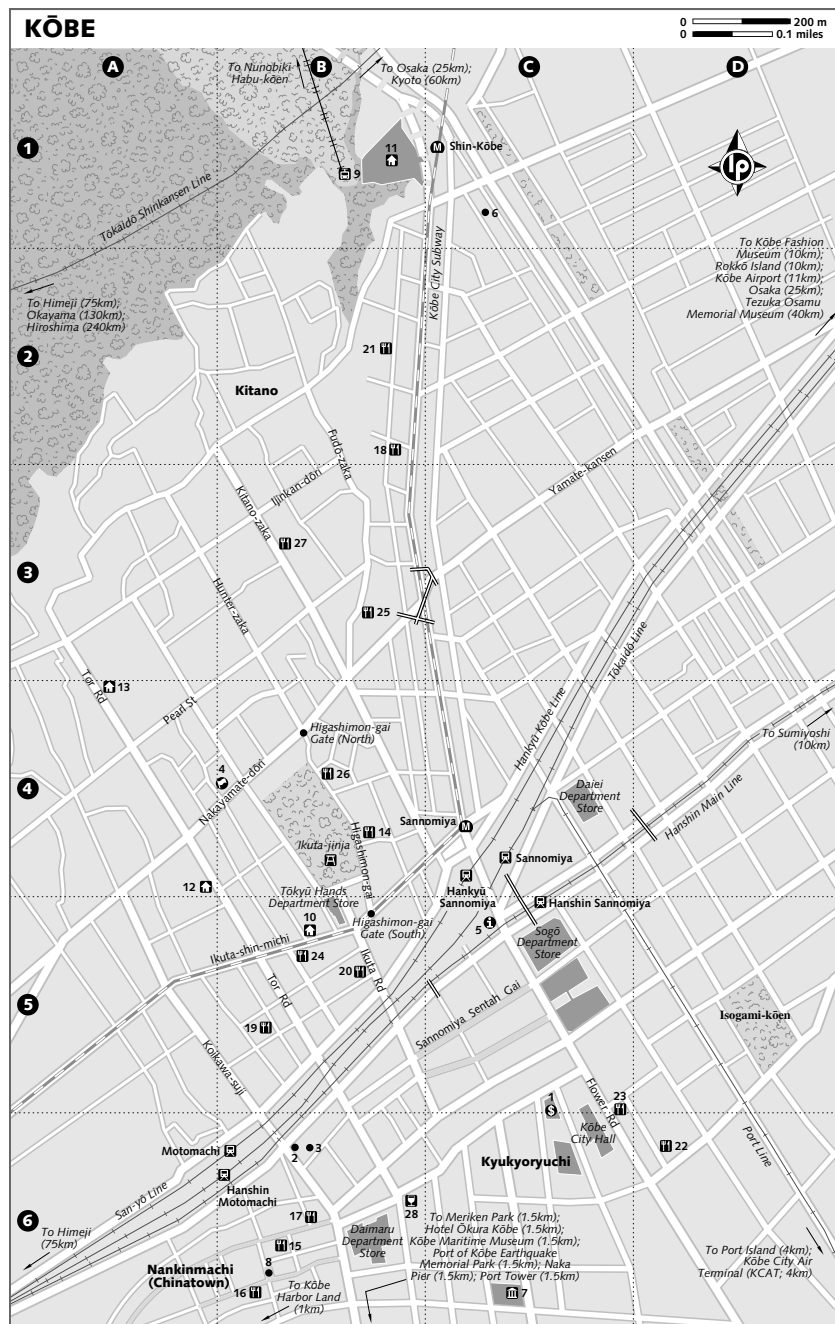 KŌBE
0 200 m
0 0.1 miles
A
B
C
D
To Nunobiki
Habu-kōen
To Osaka (25km);
Kyoto (60km)
1
11
Shin-Kōbe
9
6
lp
Tōkaidō Shinkansen Line
Kōbe City Subway
To Kōbe Fashion
Museum (10km);
Rokkō Island (10km);
Kōbe Airport (11km);
Osaka (25km);
Tezuka Osamu
Memorial Museum (40km)
To Himeji (75km);
Okayama (130km);
Hiroshima (240km)
2
21
Kitano
18
Fudō-zaka
Ijinkan-dōri
Kitano-zaka
Yamate-kansen
27
3
Hunter-zaka
25
Tor Rd
13
Pearl St
Hankyū Kōbe Line
Tōkaidō Line
Higashimon-gai
Gate (North)
To Sumiyoshi
(10km)
4
4
Nakayamate-dōri
26
Daiei
Department
Store
Hanshin Main Line
14
Higashimon-gai
Sannomiya
M
Ikuta-jinja
Sannomiya
12
Tōkyū Hands
Department Store
Hankyū
Sannomiya
Hanshin Sannomiya
10
Higashimon-gai
Gate (South)
5
Sogō
Department
Store
Ikuta-shin-michi
24
20
Ikuta Rd
5
Tor Rd
Sannomiya Sentah Gai
Isogami-kōen
19
Koikawa-suji
1
Flower Rd
23
Kōbe
City Hall
22
Port Line
Motomachi
2
3
Kyukyoryuchi
San-yō Line
Hanshin
Motomachi
6
17
28
To Himeji
(75km)
15
Daimaru
Department
Store
To Meriken Park (1.5km);
Hotel Ōkura Kōbe (1.5km);
Kōbe Maritime Museum (1.5km);
Port of Kōbe Earthquake
Memorial Park (1.5km); Naka
Pier (1.5km); Port Tower (1.5km)
To Port Island (4km);
Kōbe City Air
Terminal (KCAT; 4km)
Nankinmachi
(Chinatown)
8
16
To Kōbe
Harbor Land
(1km)
7